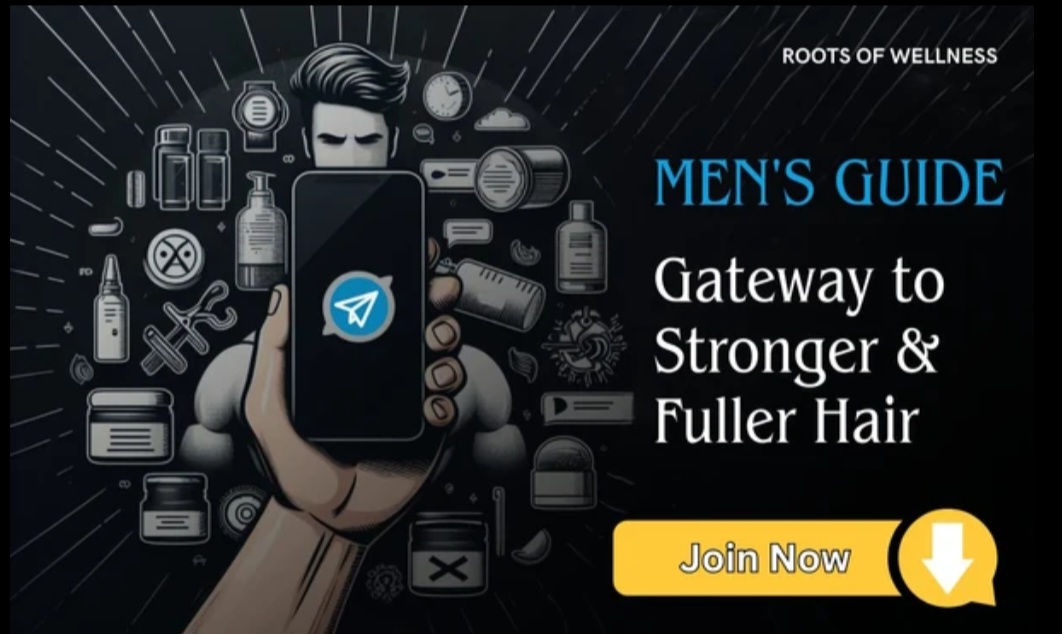 ROOTS OF WELLNESS
MEN'S GUIDE
Gateway to
Stronger &
Fuller Hair
Join Now